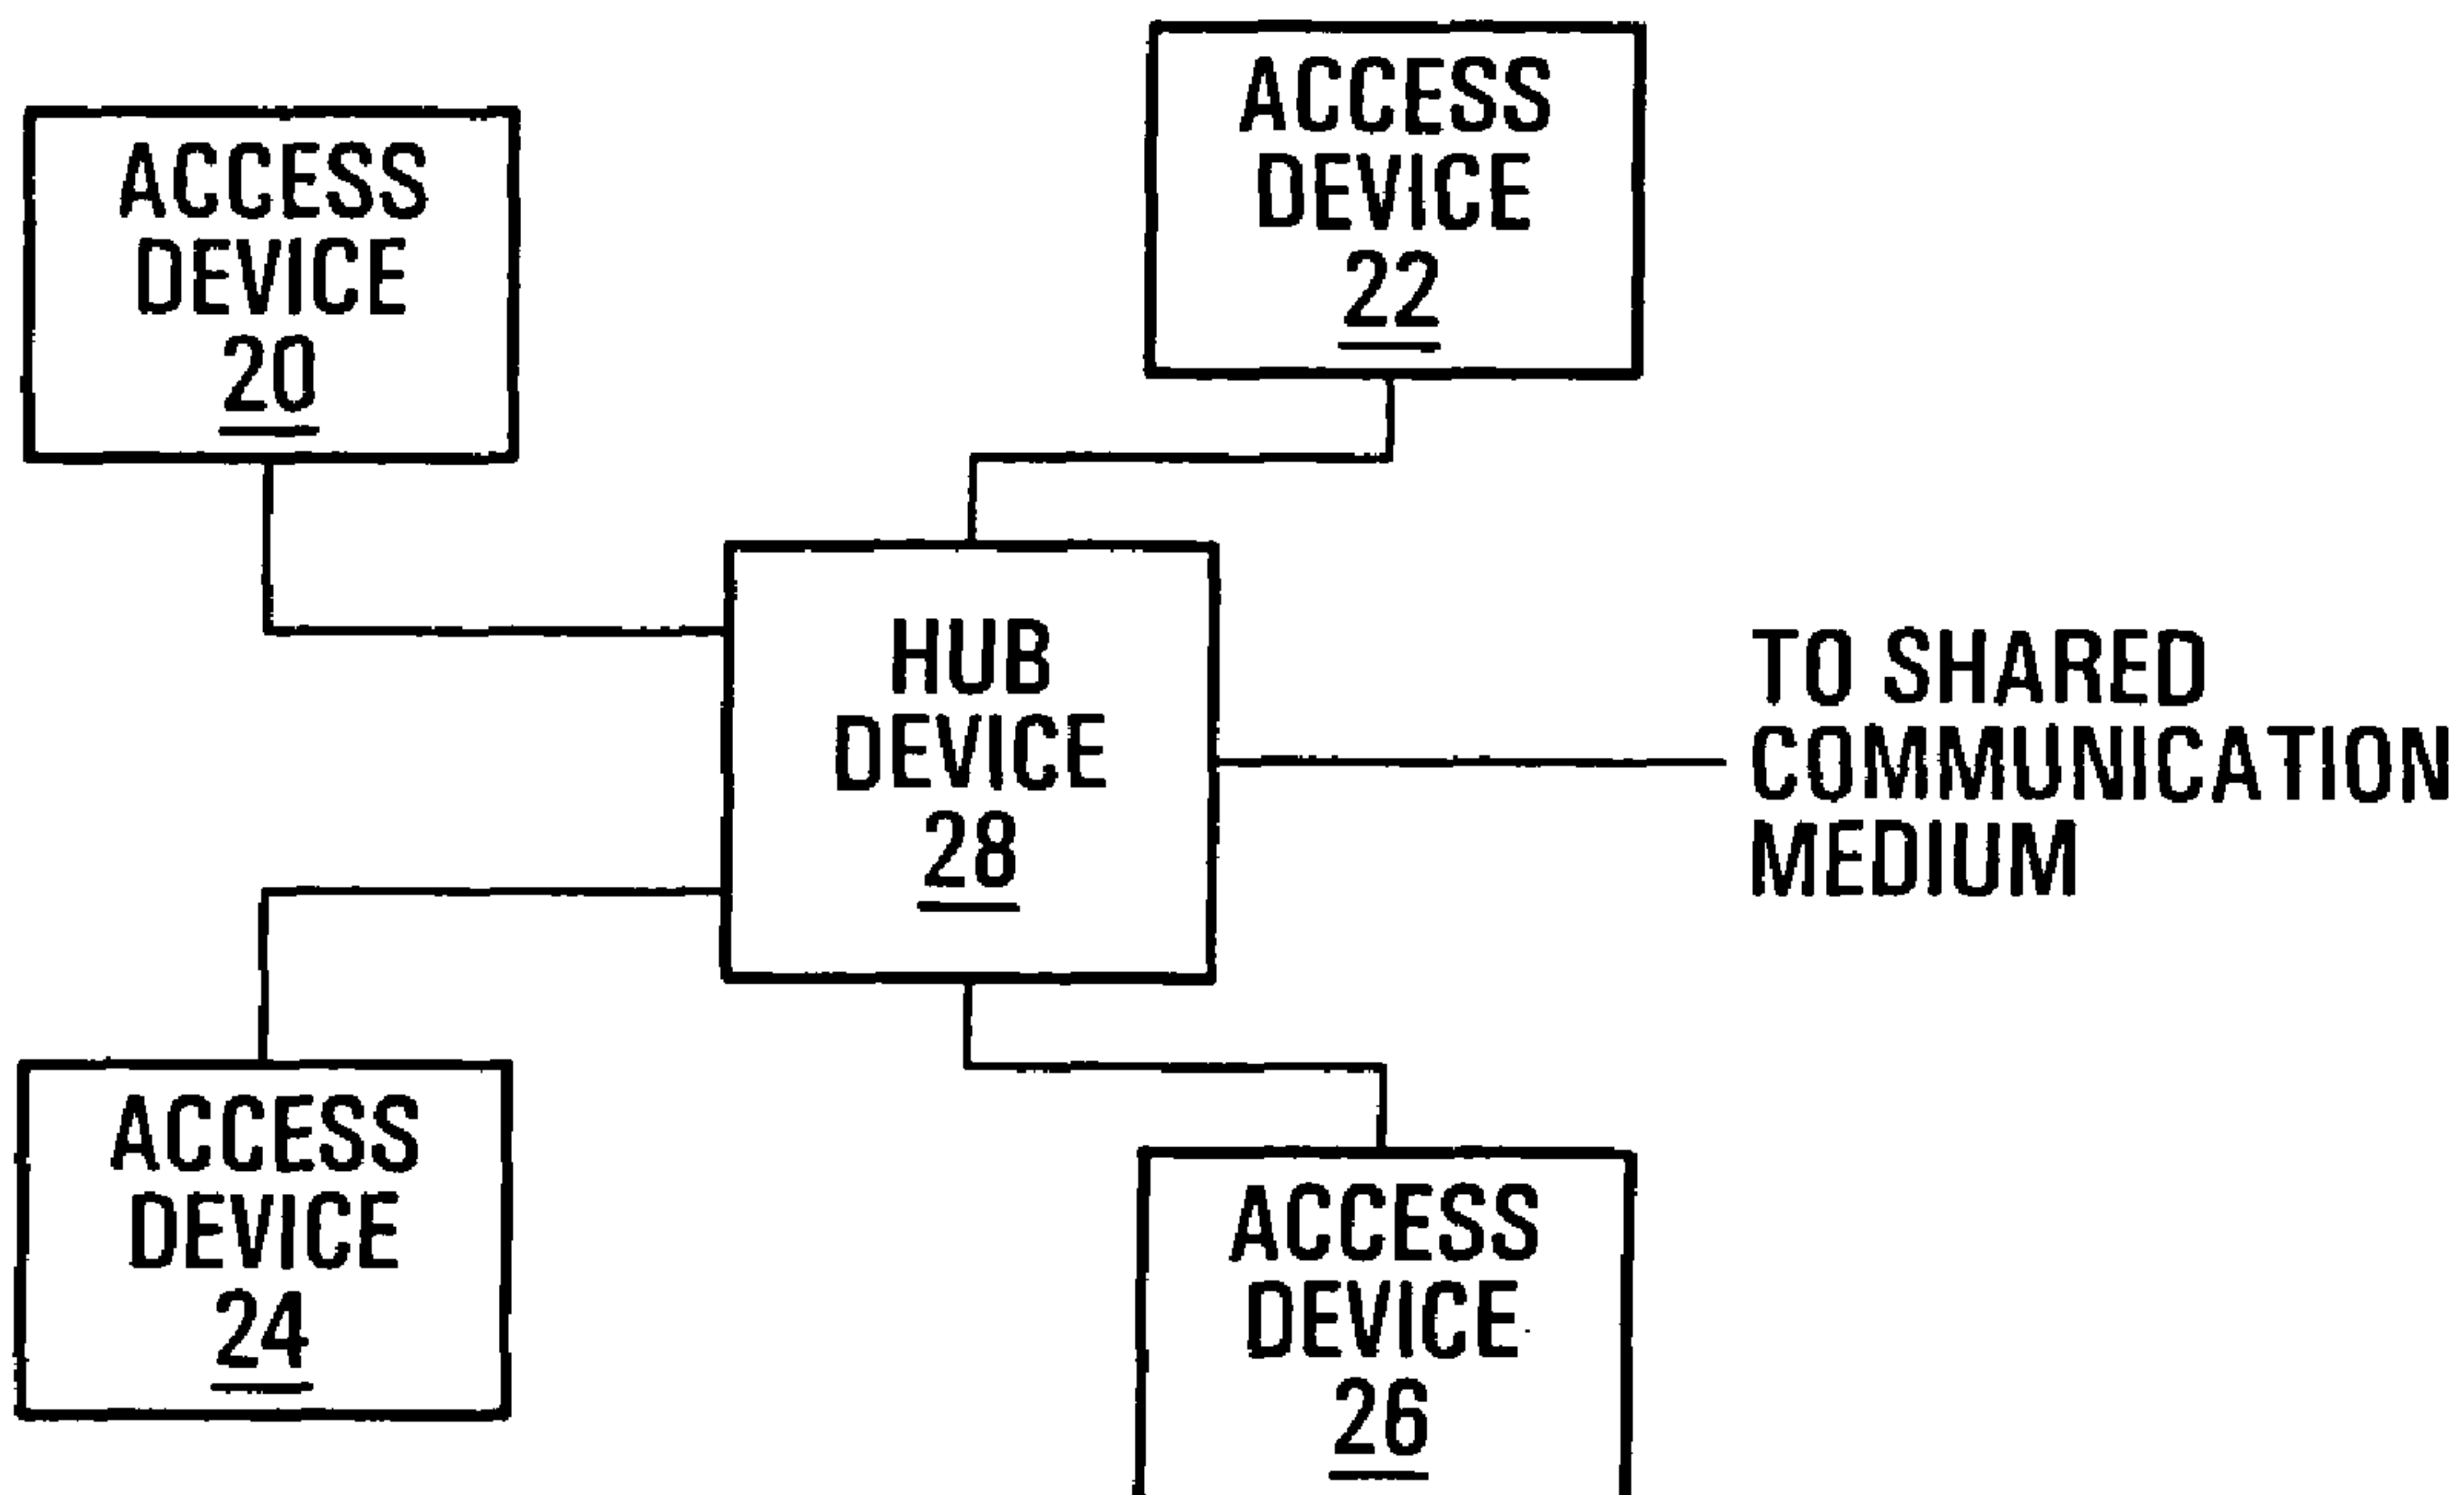 ACCESS
DEVICE
20
ACCESS
DEVICE
22
HUB
DEVICE
28
TO SHARED
COMMUNICATION
MEDIUM
ACCESS
DEVICE
24
ACCESS
DEVICE
26